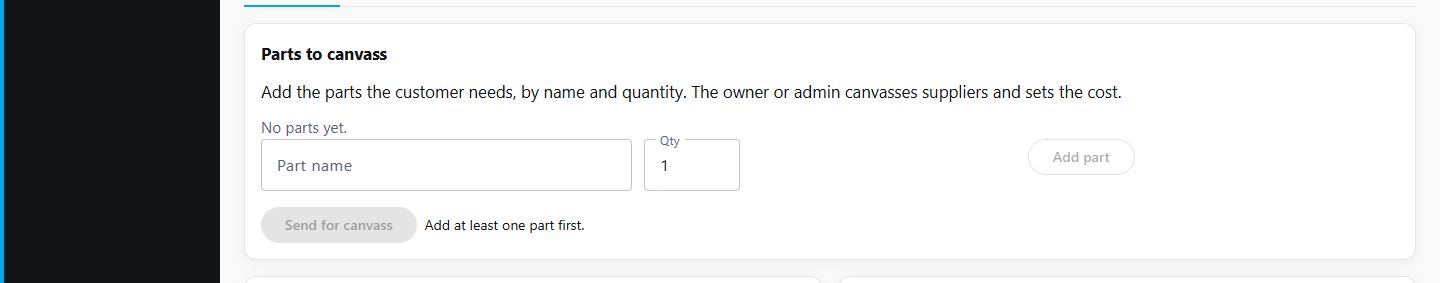 Parts to canvass
Add the parts the customer needs, by name and quantity. The owner or admin canvasses suppliers and sets the cost.
No parts yet.
Part name
Qty
1
Add part
Send for canvass
Add at least one part first.